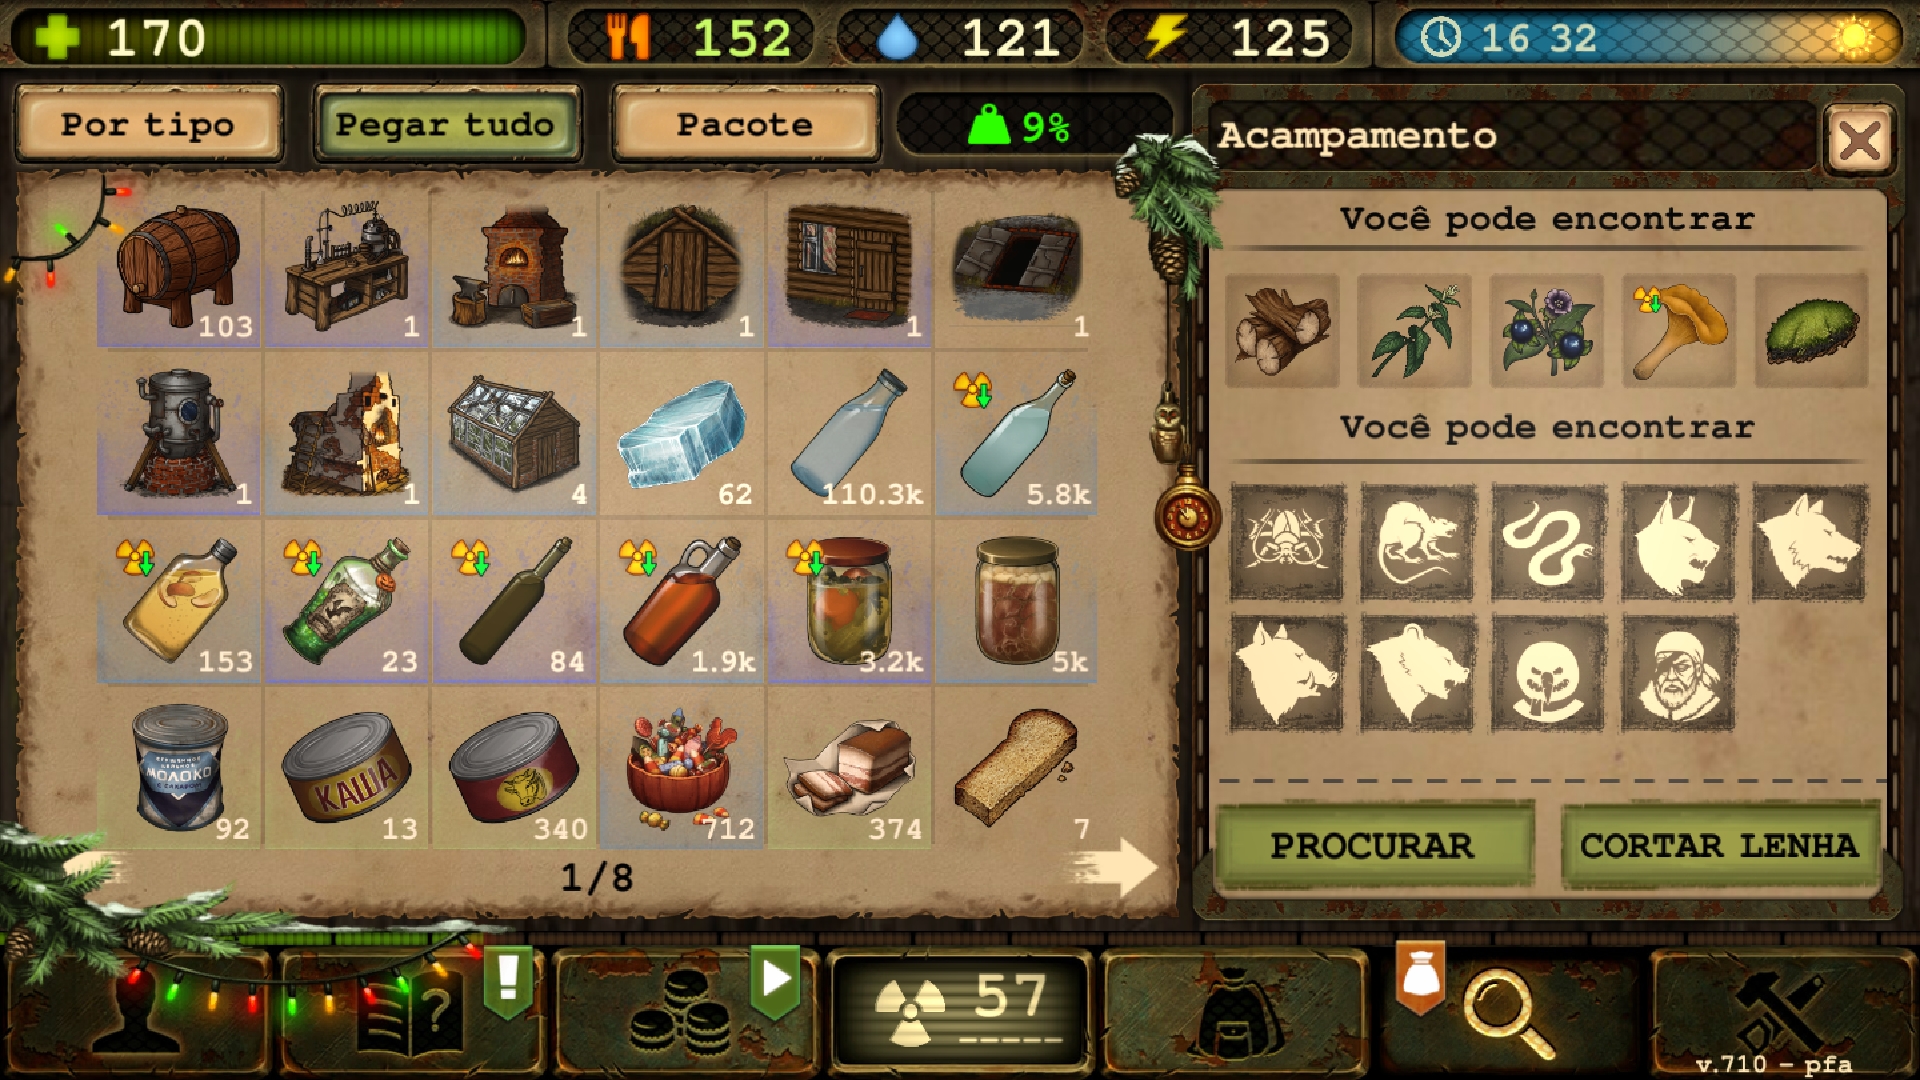 170
152
121
125
16 32
Por tipo
Pegar tudo
Pacote
9%
Acampamento
Você pode encontrar
103
1
1
1
1
1
Você pode encontrar
1
1
4
62
110.3k
5.8k
153
23
84
1.9k
3.2k
5k
МОЛОКО
КАША
92
13
340
712
374
7
PROCURAR
CORTAR LENHA
1/8
!
?
57
v.710 - pfa